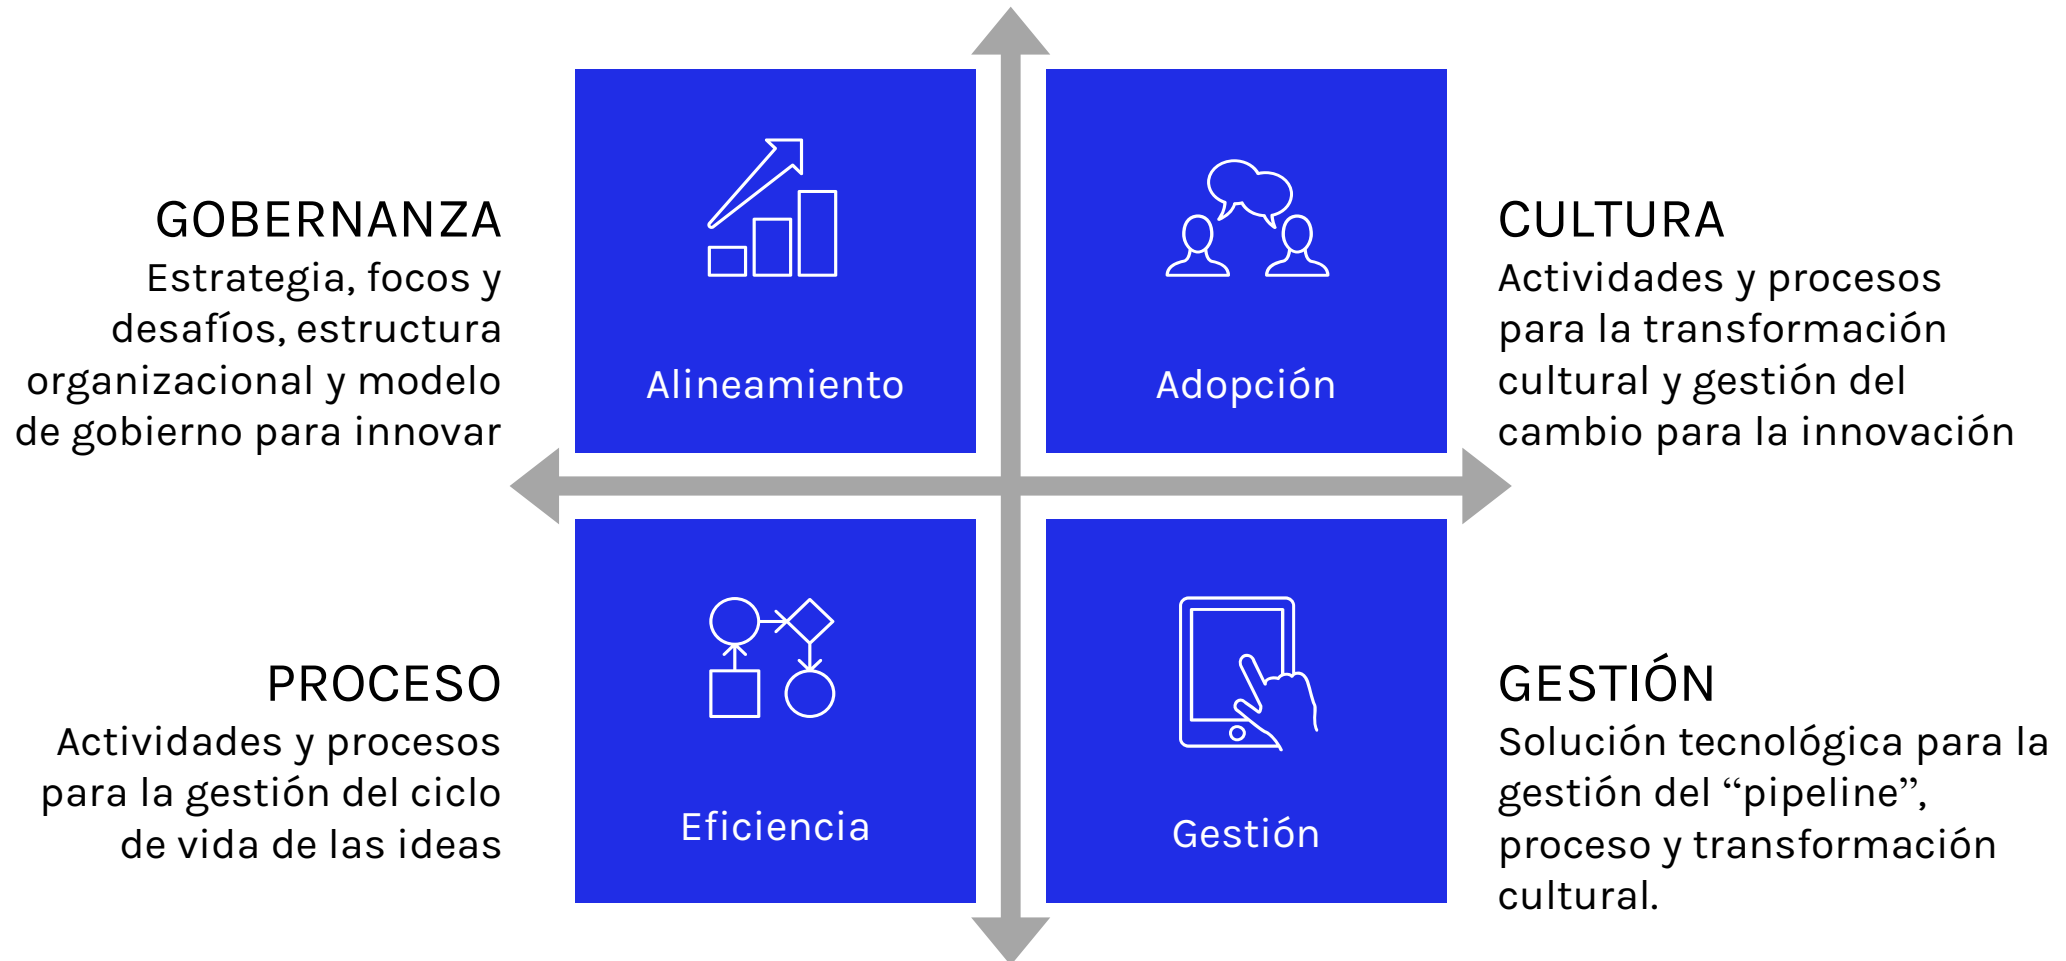 GOBERNANZA
Estrategia, focos y
desafíos, estructura
organizacional y modelo
de gobierno para innovar
Alineamiento
Adopción
CULTURA
Actividades y procesos
para la transformación
cultural y gestión del
cambio para la innovación
PROCESO
Actividades y procesos
para la gestión del ciclo
de vida de las ideas
Eficiencia
Gestión
GESTIÓN
Solución tecnológica para la
gestión del “pipeline”,
proceso y transformación
cultural.